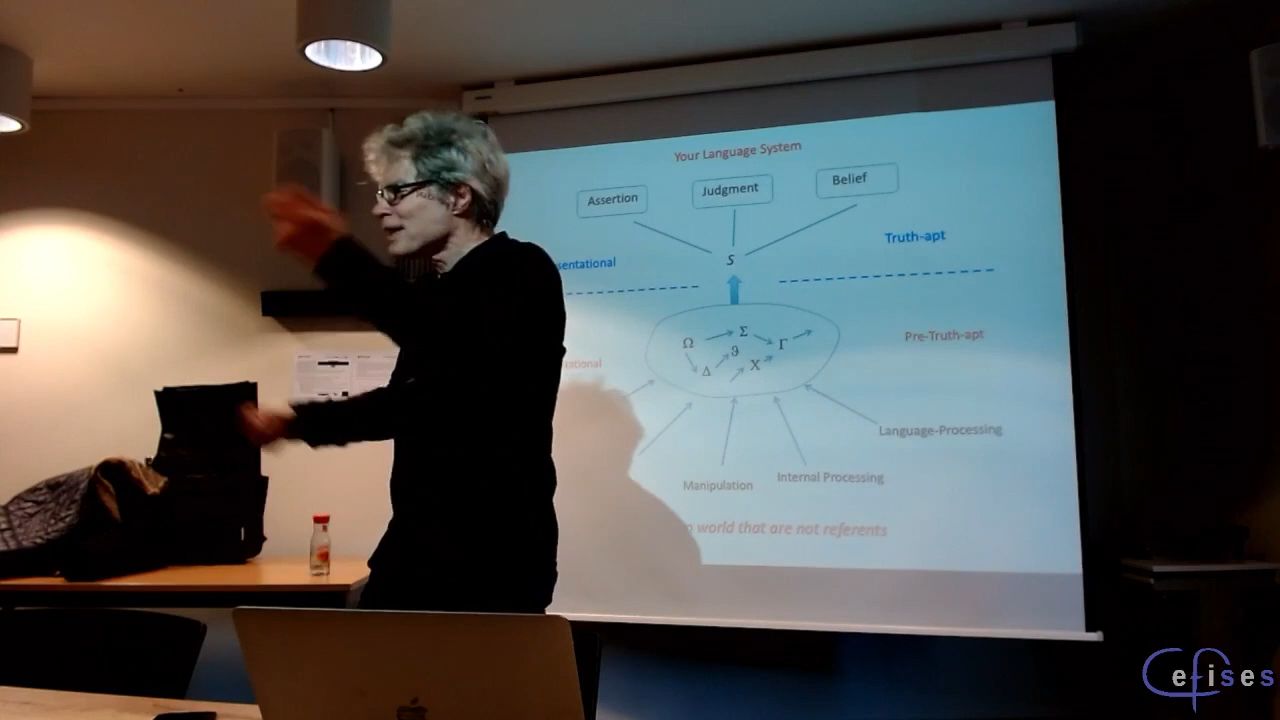 Your Language System
Assertion
Judgment
Belief
S
sentational
Truth-apt
Ω
Σ
ϑ
Γ
Δ
X
Pre-Truth-apt
ational
Language-Processing
Manipulation
Internal Processing
world that are not referents
efises